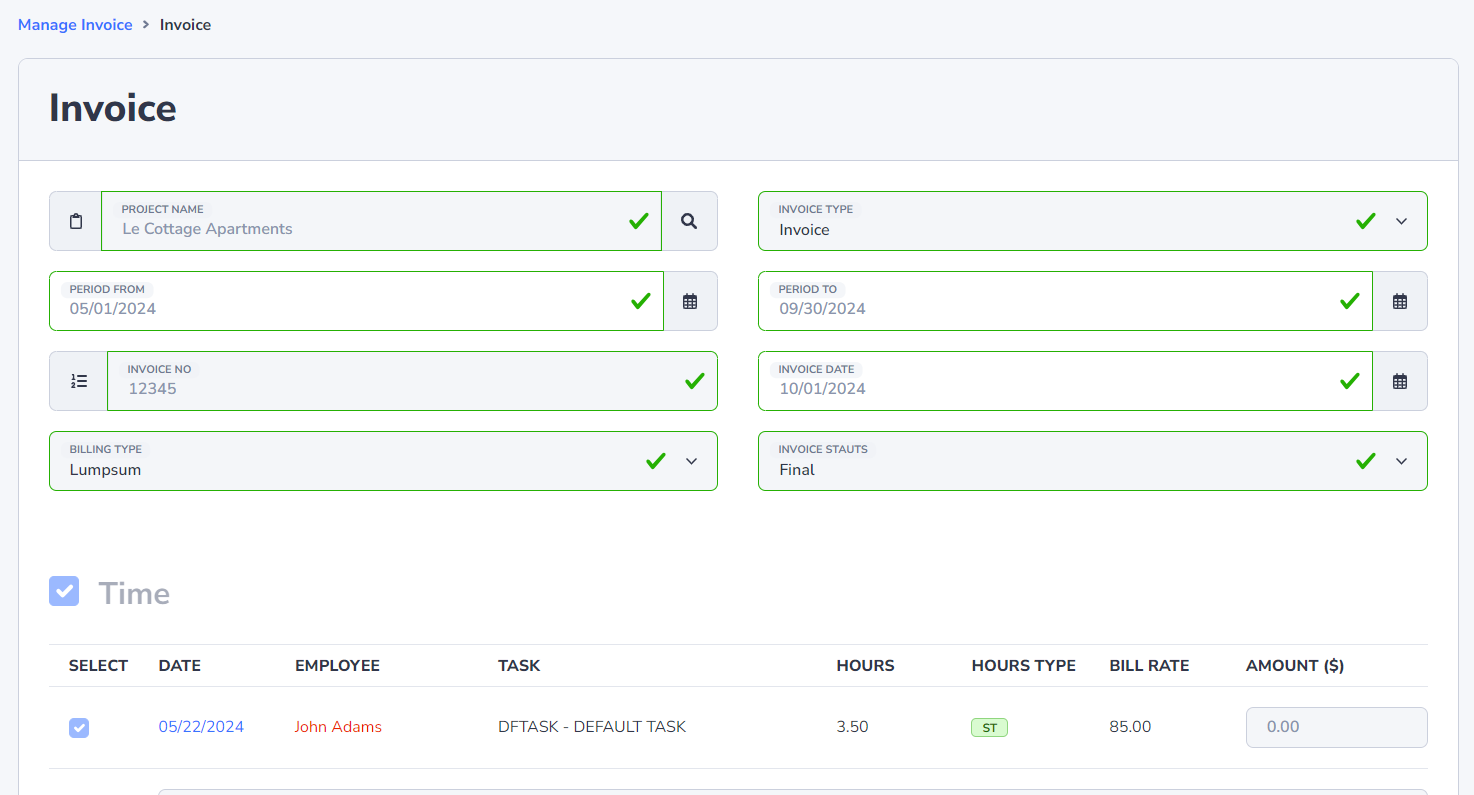 Manage Invoice > Invoice
Invoice
PROJECT NAME
Le Cottage Apartments
INVOICE TYPE
Invoice
PERIOD FROM
05/01/2024
PERIOD TO
09/30/2024
INVOICE NO
12345
INVOICE DATE
10/01/2024
BILLING TYPE
Lumpsum
INVOICE STAUTS
Final
Time
SELECT DATE EMPLOYEE TASK HOURS HOURS TYPE BILL RATE AMOUNT ($)
05/22/2024 John Adams DFTASK - DEFAULT TASK 3.50 ST 85.00 0.00